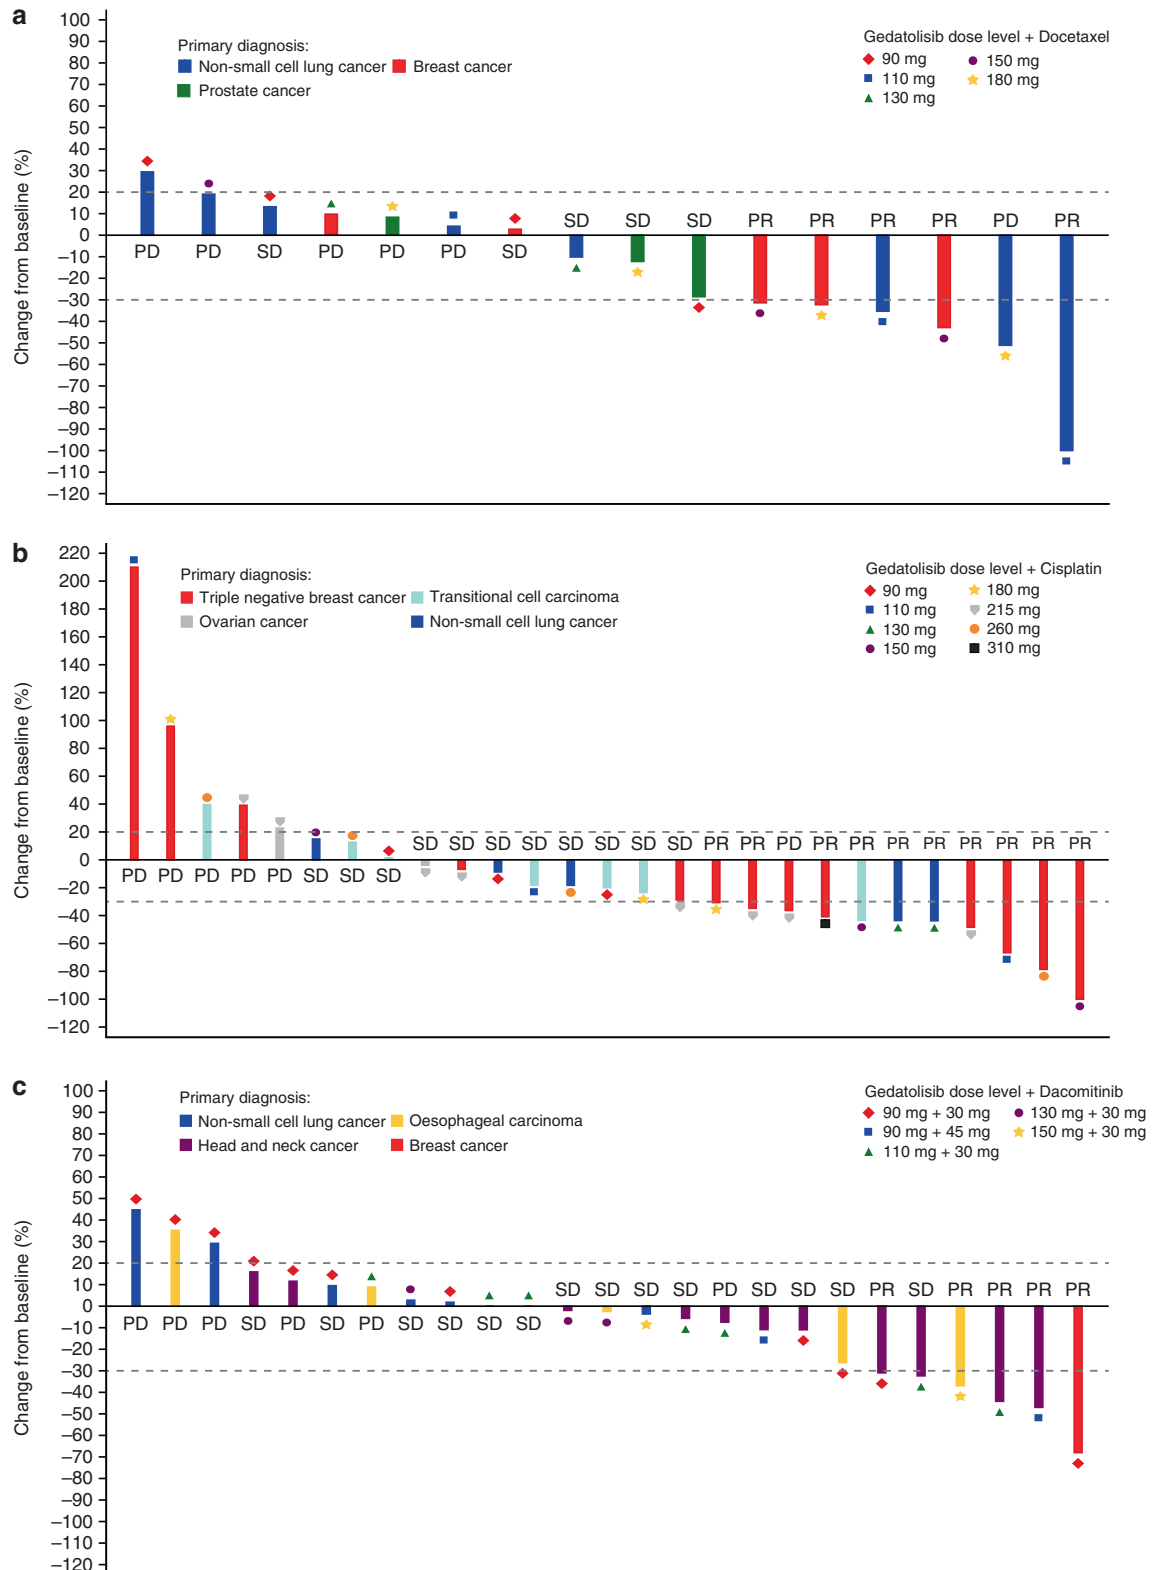 a
Change from baseline (%)
100
90
80
70
60
50
40
30
20
10
0
−10
−20
−30
−40
−50
−60
−70
−80
−90
−100
−110
−120
Primary diagnosis:
Non-small cell lung cancer Breast cancer
Prostate cancer
Gedatolisib dose level + Docetaxel
90 mg 150 mg
110 mg 180 mg
130 mg
SD SD SD PR PR PR PR PD PR
PD PD SD PD PD PD SD
b
Change from baseline (%)
220
200
180
160
140
120
100
80
60
40
20
0
−20
−40
−60
−80
−100
−120
Primary diagnosis:
Triple negative breast cancer Transitional cell carcinoma
Ovarian cancer Non-small cell lung cancer
Gedatolisib dose level + Cisplatin
90 mg 180 mg
110 mg 215 mg
130 mg 260 mg
150 mg 310 mg
SD SD SD SD SD SD SD SD PR PR PD PR PR PR PR PR PR PR PR
PD PD PD PD PD SD SD SD
c
Change from baseline (%)
100
90
80
70
60
50
40
30
20
10
0
−10
−20
−30
−40
−50
−60
−70
−80
−90
−100
−110
−120
Primary diagnosis:
Non-small cell lung cancer Oesophageal carcinoma
Head and neck cancer Breast cancer
Gedatolisib dose level + Dacomitinib
90 mg + 30 mg 130 mg + 30 mg
90 mg + 45 mg 150 mg + 30 mg
110 mg + 30 mg
SD SD SD SD PD SD SD SD PR SD PR PR PR PR
PD PD PD SD PD SD PD SD SD SD SD